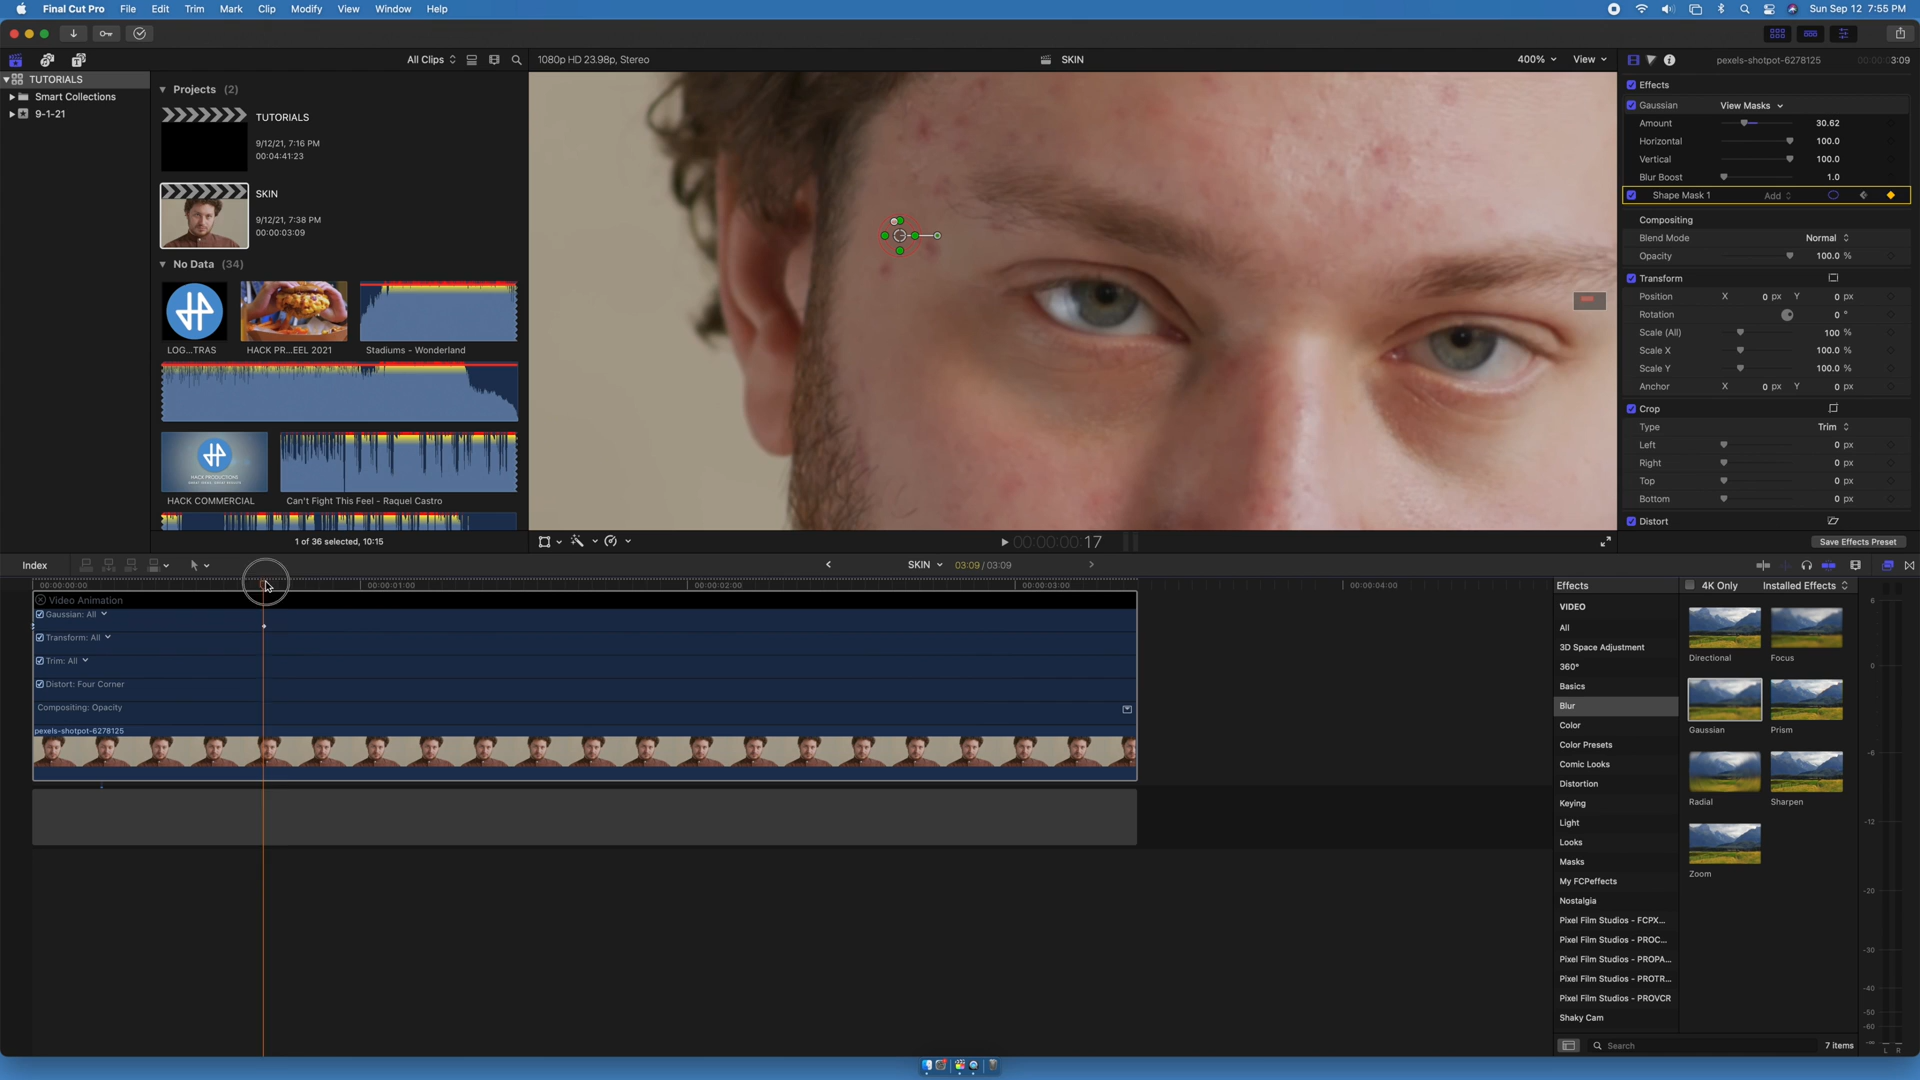 Final Cut Pro File Edit Trim Mark Clip Modify View Window Help
Sun Sep 12 7:55 PM
All Clips
1080p HD 23.98p, Stereo
SKIN
400%
View
pexels-shotpot-6278125
00:00:03:09
TUTORIALS
Smart Collections
9-1-21
Projects (2)
TUTORIALS
9/12/21, 7:16 PM
00:04:41:23
SKIN
9/12/21, 7:38 PM
00:00:03:09
No Data (34)
LOG...TRAS
HACK PR...EEL 2021
Stadiums - Wonderland
HACK PRODUCTIONS
HACK COMMERCIAL
Can't Fight This Feel - Raquel Castro
1 of 36 selected, 10:15
00:00:00:17
Effects
Gaussian View Masks
Amount 30.62
Horizontal 100.0
Vertical 100.0
Blur Boost 1.0
Shape Mask 1 Add
Compositing
Blend Mode Normal
Opacity 100.0 %
Transform
Position X 0 px Y 0 px
Rotation 0 °
Scale (All) 100 %
Scale X 100.0 %
Scale Y 100.0 %
Anchor X 0 px Y 0 px
Crop
Type Trim
Left 0 px
Right 0 px
Top 0 px
Bottom 0 px
Distort
Save Effects Preset
Index
SKIN 03:09 / 03:09
00:00:00:00 00:00:01:00 00:00:02:00 00:00:03:00 00:00:04:00
Video Animation
Gaussian: All
Transform: All
Trim: All
Distort: Four Corner
Compositing: Opacity
pexels-shotpot-6278125
Effects
4K Only
Installed Effects
VIDEO
All
3D Space Adjustment
360°
Basics
Blur
Color
Color Presets
Comic Looks
Distortion
Keying
Light
Looks
Masks
My FCPeffects
Nostalgia
Pixel Film Studios - FCPX...
Pixel Film Studios - PROC...
Pixel Film Studios - PROPA...
Pixel Film Studios - PROTR...
Pixel Film Studios - PROVCR
Shaky Cam
Directional
Focus
Gaussian
Prism
Radial
Sharpen
Zoom
Search
7 items
6
0
-6
-12
-20
-30
-40
-50
-60
-∞
L R